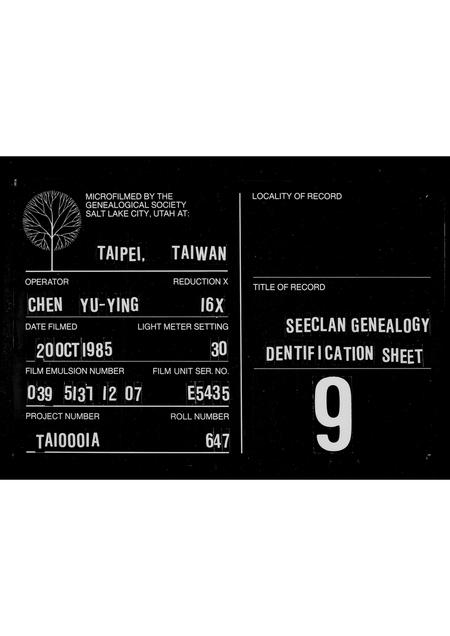 MICROFILMED BY THE
GENEALOGICAL SOCIETY
SALT LAKE CITY, UTAH AT:
TAIPEI, TAIWAN
OPERATOR REDUCTION X
CHEN YU-YING 16X
DATE FILMED LIGHT METER SETTING
20OCT1985 30
FILM EMULSION NUMBER FILM UNIT SER. NO.
039 5137 12 07 E5435
PROJECT NUMBER ROLL NUMBER
TAI0001A 647
LOCALITY OF RECORD
TITLE OF RECORD
SEECLAN GENEALOGY
DENTIFICATION SHEET
9